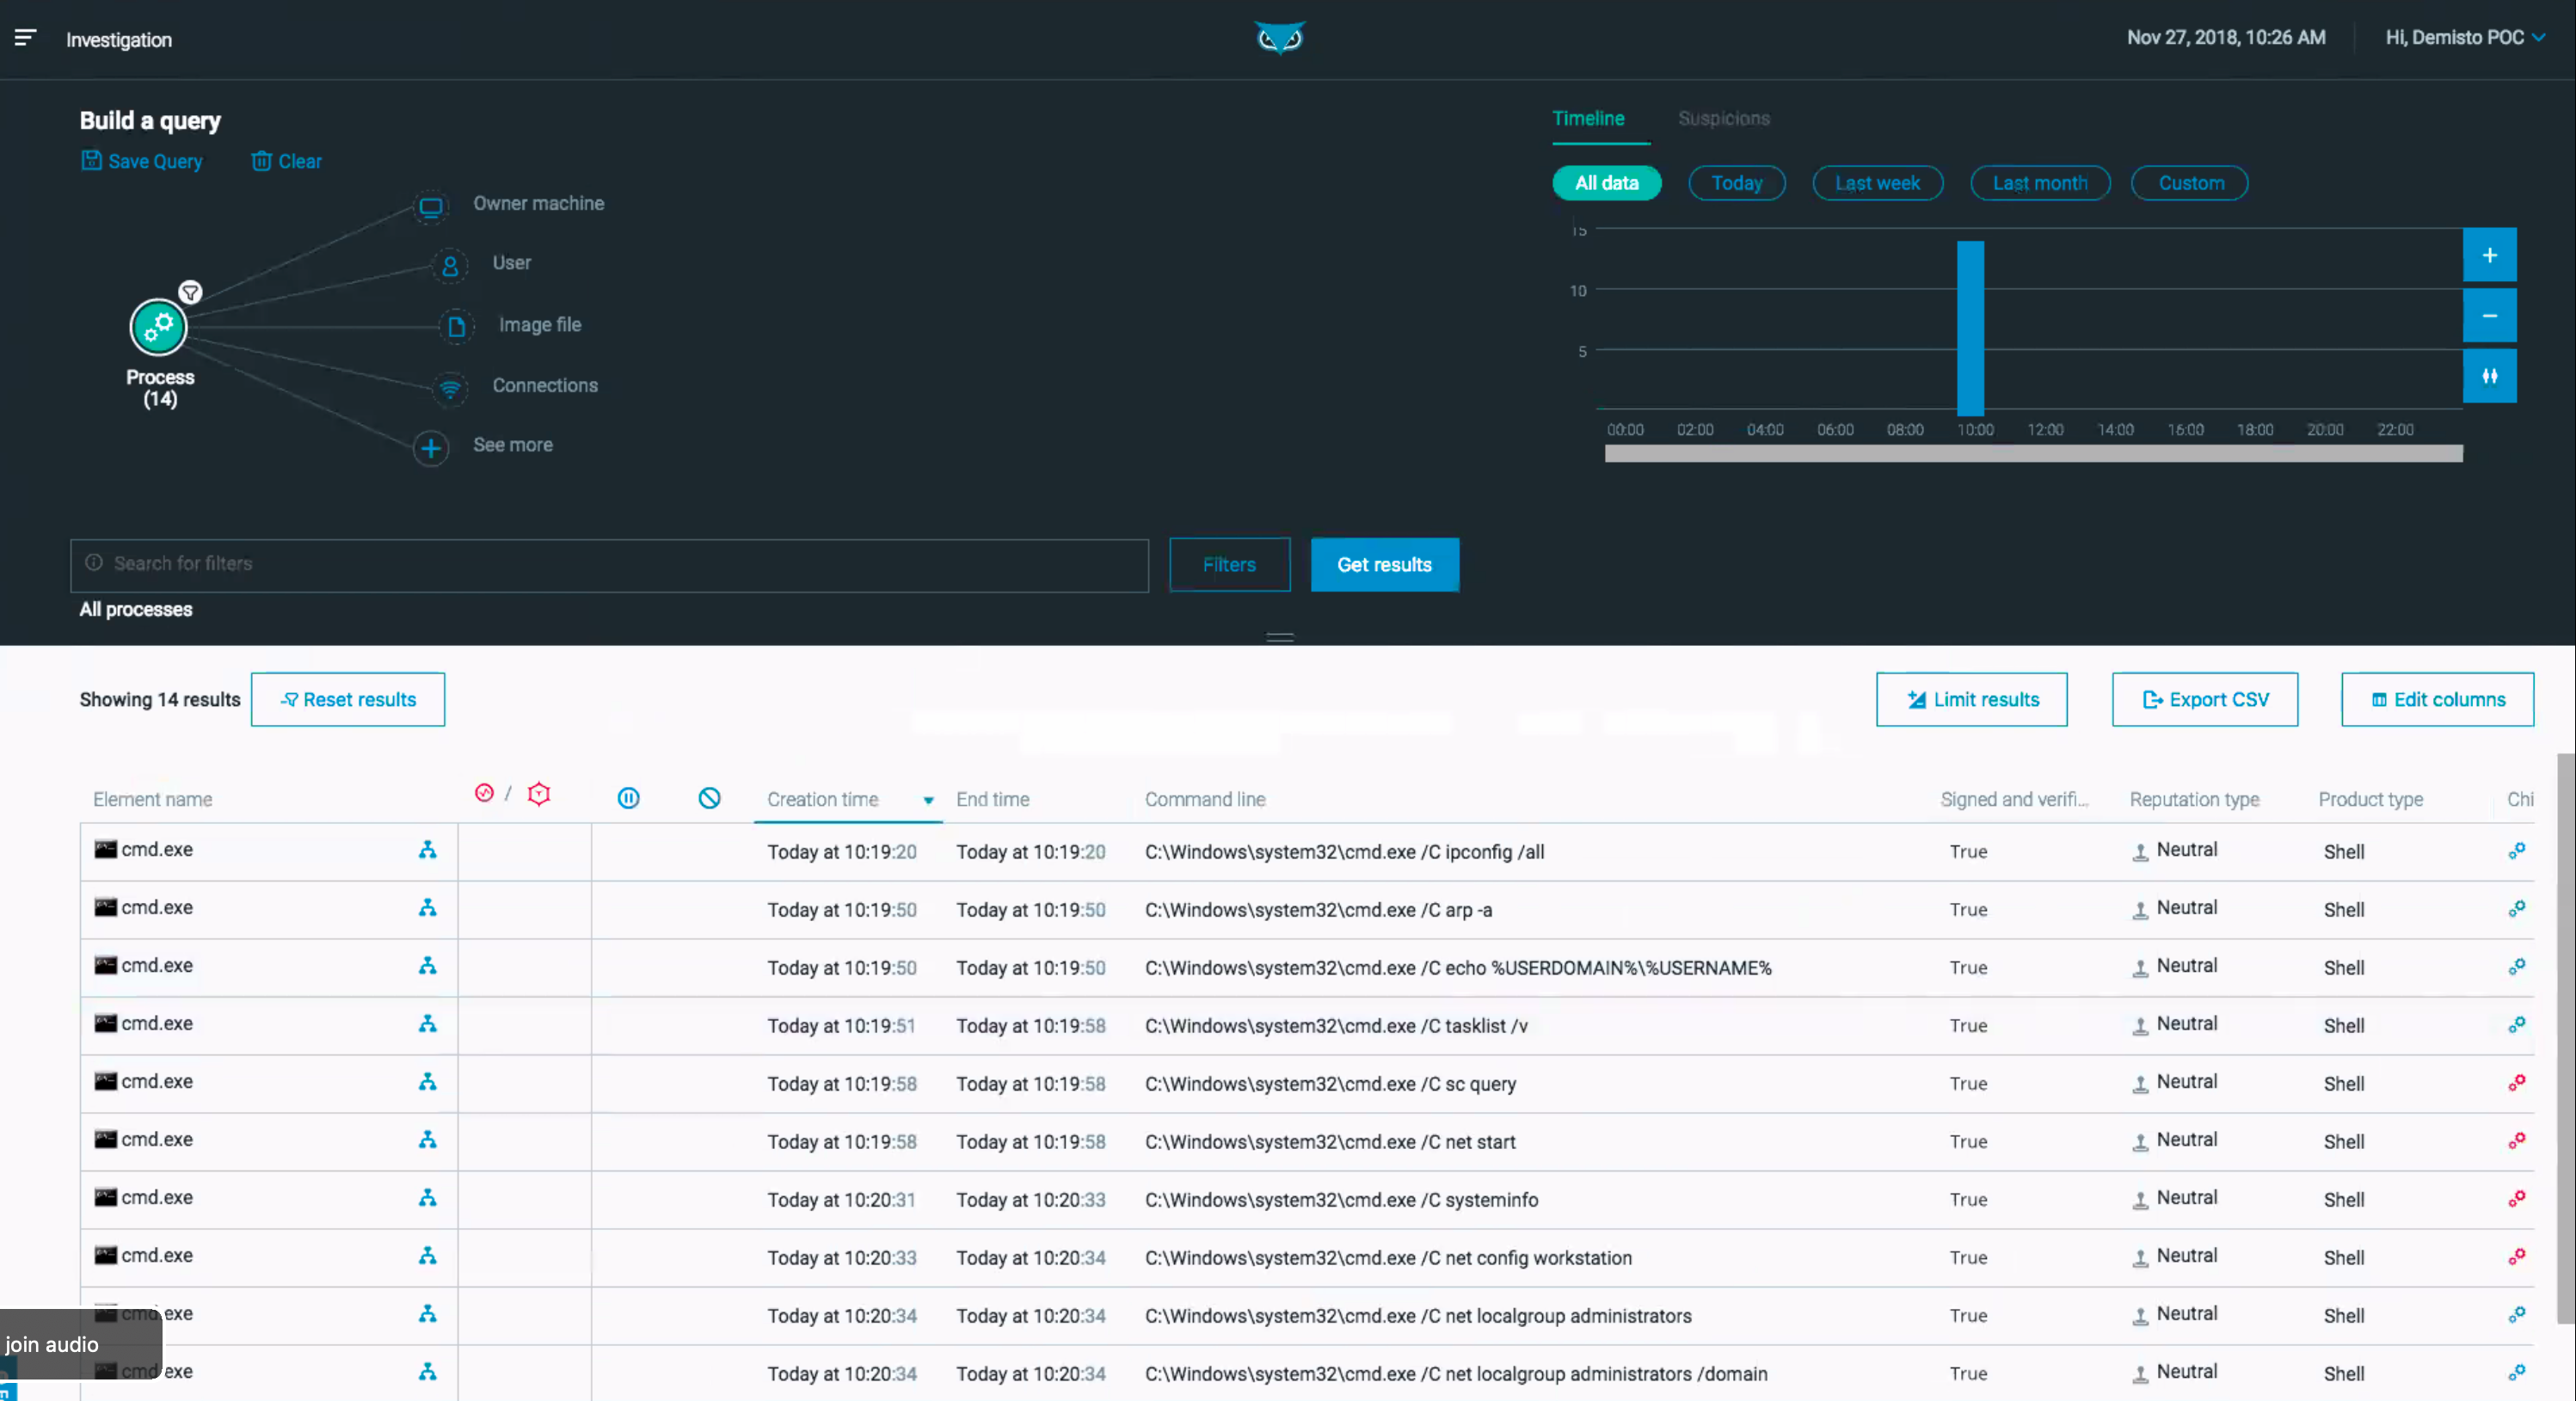 Investigation
Nov 27, 2018, 10:26 AM
Hi, Demisto POC
Build a query
Save Query
Clear
Owner machine
User
Image file
Connections
See more
Process
(14)
Timeline
Suspicions
All data
Today
Last week
Last month
Custom
15
10
5
00:00 02:00 04:00 06:00 08:00 10:00 12:00 14:00 16:00 18:00 20:00 22:00
Search for filters
Filters
Get results
All processes
Showing 14 results
Reset results
Limit results
Export CSV
Edit columns
Element name / Creation time End time Command line Signed and verifi... Reputation type Product type Chi
cmd.exe Today at 10:19:20 Today at 10:19:20 C:\Windows\system32\cmd.exe /C ipconfig /all True Neutral Shell
cmd.exe Today at 10:19:50 Today at 10:19:50 C:\Windows\system32\cmd.exe /C arp -a True Neutral Shell
cmd.exe Today at 10:19:50 Today at 10:19:50 C:\Windows\system32\cmd.exe /C echo %USERDOMAIN%\%USERNAME% True Neutral Shell
cmd.exe Today at 10:19:51 Today at 10:19:58 C:\Windows\system32\cmd.exe /C tasklist /v True Neutral Shell
cmd.exe Today at 10:19:58 Today at 10:19:58 C:\Windows\system32\cmd.exe /C sc query True Neutral Shell
cmd.exe Today at 10:19:58 Today at 10:19:58 C:\Windows\system32\cmd.exe /C net start True Neutral Shell
cmd.exe Today at 10:20:31 Today at 10:20:33 C:\Windows\system32\cmd.exe /C systeminfo True Neutral Shell
cmd.exe Today at 10:20:33 Today at 10:20:34 C:\Windows\system32\cmd.exe /C net config workstation True Neutral Shell
cmd.exe Today at 10:20:34 Today at 10:20:34 C:\Windows\system32\cmd.exe /C net localgroup administrators True Neutral Shell
join audio
cmd.exe Today at 10:20:34 Today at 10:20:34 C:\Windows\system32\cmd.exe /C net localgroup administrators /domain True Neutral Shell